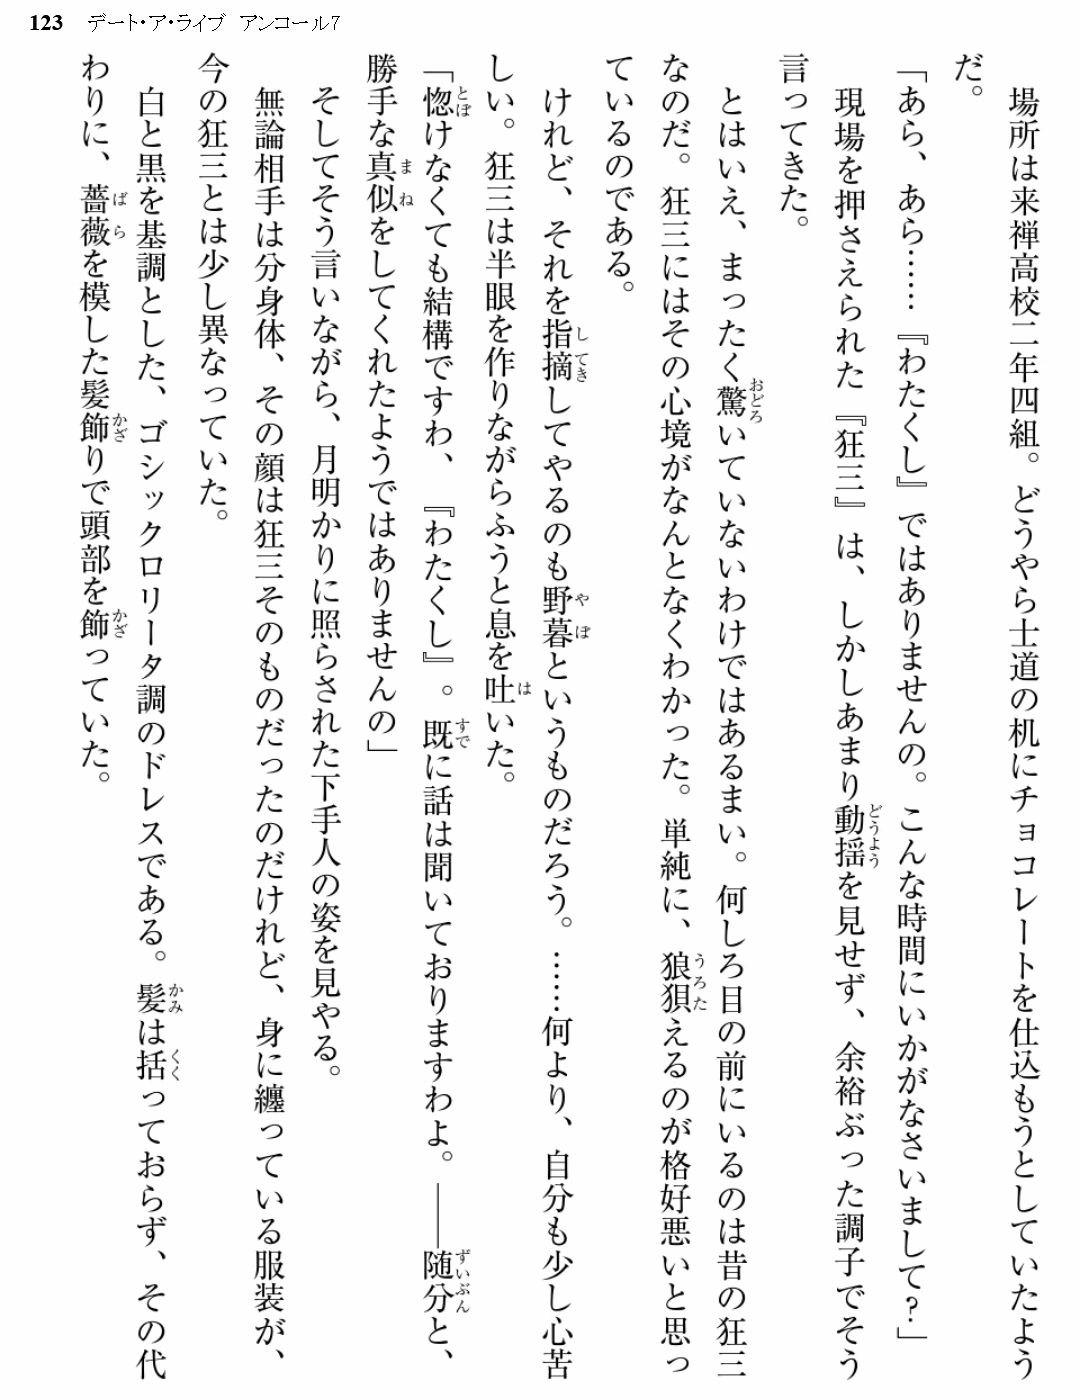 123 デート・ア・ライブ アンコール7
場所は来禅高校二年四組。どうやら士道の机にチョコレートを仕込もうとしていたよう
だ。
「あら、あら……『わたくし』ではありませんの。こんな時間にいかがなさいまして?」
現場を押さえられた『狂三』は、しかしあまり動揺を見せず、余裕ぶった調子でそう
言ってきた。
とはいえ、まったく驚いていないわけではあるまい。何しろ目の前にいるのは昔の狂三
なのだ。狂三にはその心境がなんとなくわかった。単純に、狼狽えるのが格好悪いと思っ
ているのである。
けれど、それを指摘してやるのも野暮というものだろう。……何より、自分も少し心苦
しい。狂三は半眼を作りながらふうと息を吐いた。
「惚けなくても結構ですわ、『わたくし』。既に話は聞いておりますわよ。――随分と、
勝手な真似をしてくれたようではありませんの」
そしてそう言いながら、月明かりに照らされた下手人の姿を見やる。
無論相手は分身体、その顔は狂三そのものだったのだけれど、身に纏っている服装が、
今の狂三とは少し異なっていた。
白と黒を基調とした、ゴシックロリータ調のドレスである。髪は括っておらず、その代
わりに、薔薇を模した髪飾りで頭部を飾っていた。